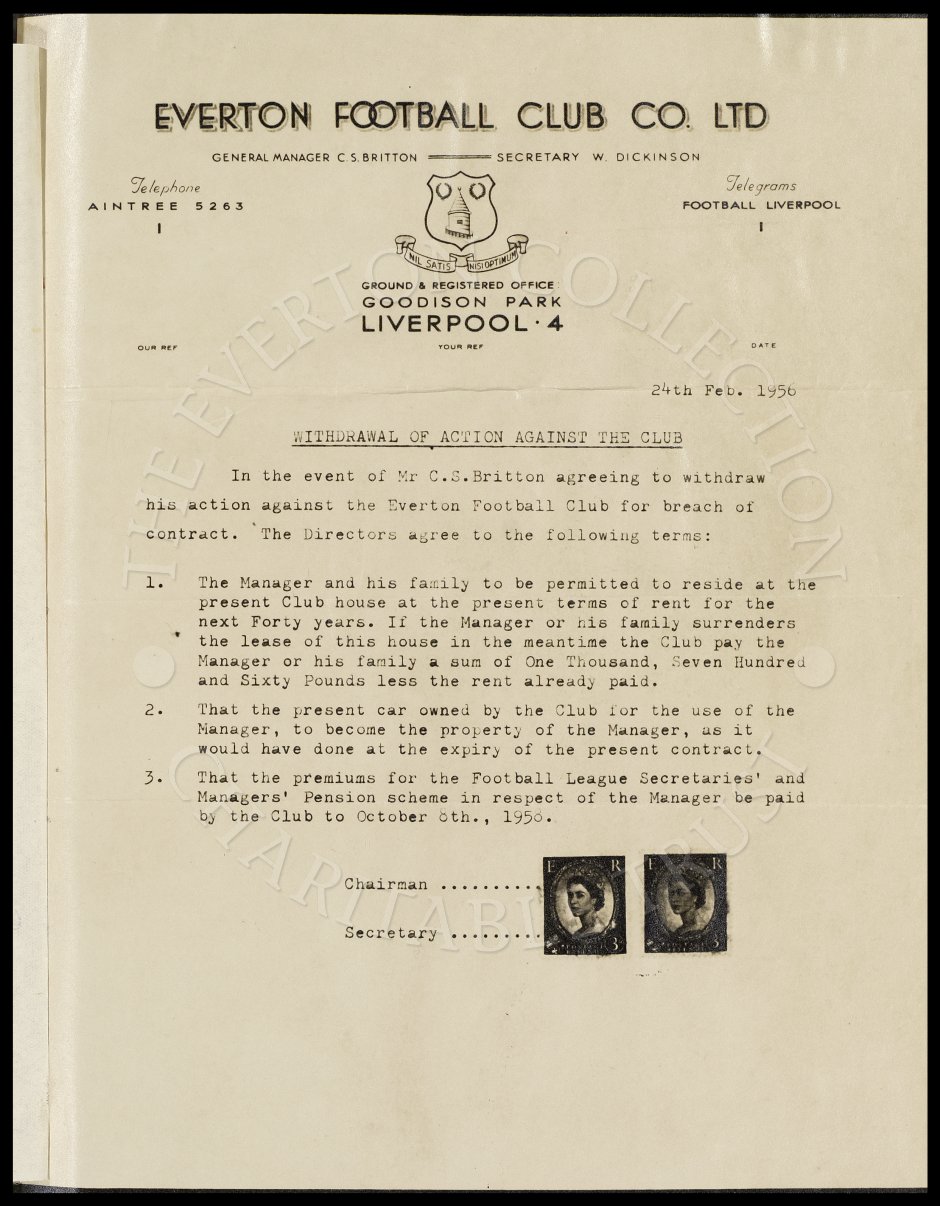 EVERTON FOOTBALL CLUB CO. LTD
GENERAL MANAGER C.S.BRITTON SECRETARY W. DICKINSON
Telephone
AINTREE 5263
Telegrams
FOOTBALL LIVERPOOL
NIL SATIS NISI OPTIMUM
GROUND & REGISTERED OFFICE:
GOODISON PARK
LIVERPOOL · 4
OUR REF YOUR REF DATE
24th Feb. 1956
WITHDRAWAL OF ACTION AGAINST THE CLUB
In the event of Mr C.S.Britton agreeing to withdraw
his action against the Everton Football Club for breach of
contract. The Directors agree to the following terms:
1. The Manager and his family to be permitted to reside at the
present Club house at the present terms of rent for the
next Forty years. If the Manager or his family surrenders
the lease of this house in the meantime the Club pay the
Manager or his family a sum of One Thousand, Seven Hundred
and Sixty Pounds less the rent already paid.
2. That the present car owned by the Club for the use of the
Manager, to become the property of the Manager, as it
would have done at the expiry of the present contract.
3. That the premiums for the Football League Secretaries' and
Managers' Pension scheme in respect of the Manager be paid
by the Club to October 8th., 1958.
Chairman ..........
Secretary .........
E R
3
E R
3
THE EVERTON COLLECTION
CHARITABLE TRUST